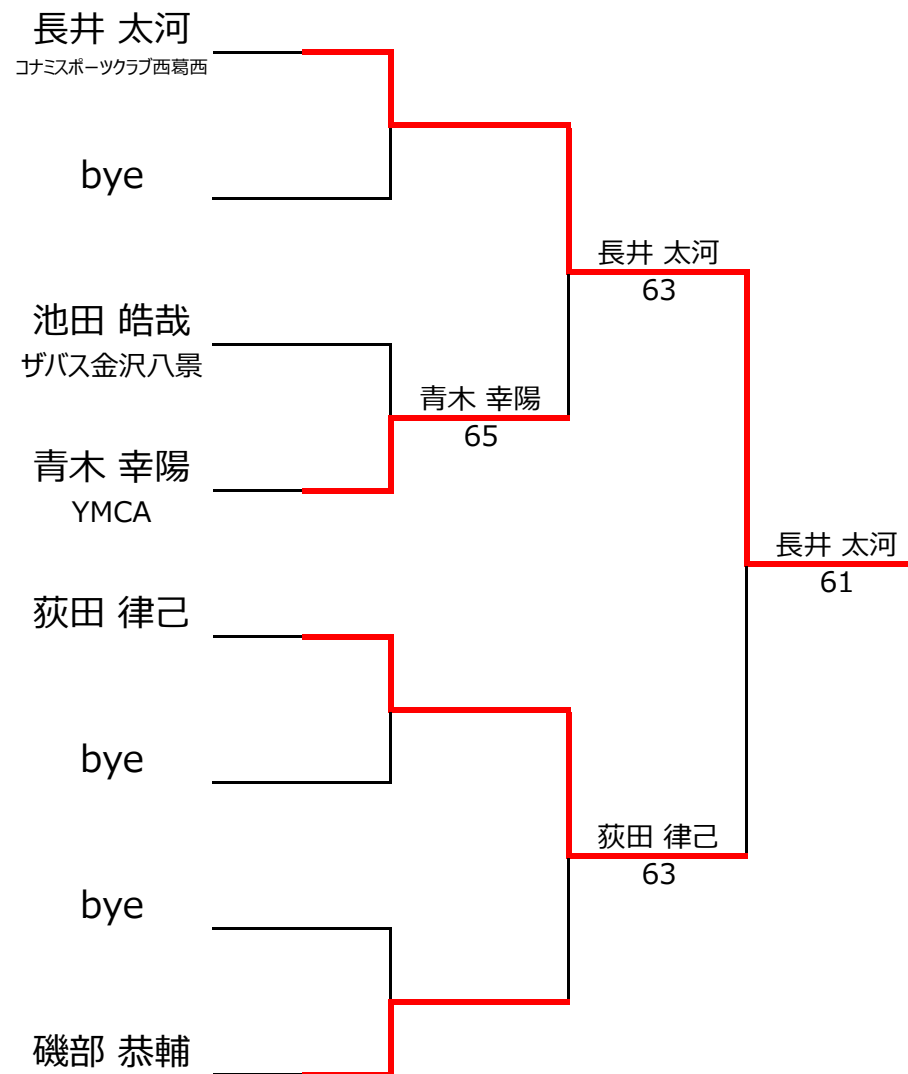 長井 太河
コナミスポーツクラブ西葛西
bye
池田 皓哉
ザバス金沢八景
青木 幸陽
YMCA
荻田 律己
bye
bye
磯部 恭輔
青木 幸陽
65
長井 太河
63
荻田 律己
63
長井 太河
61